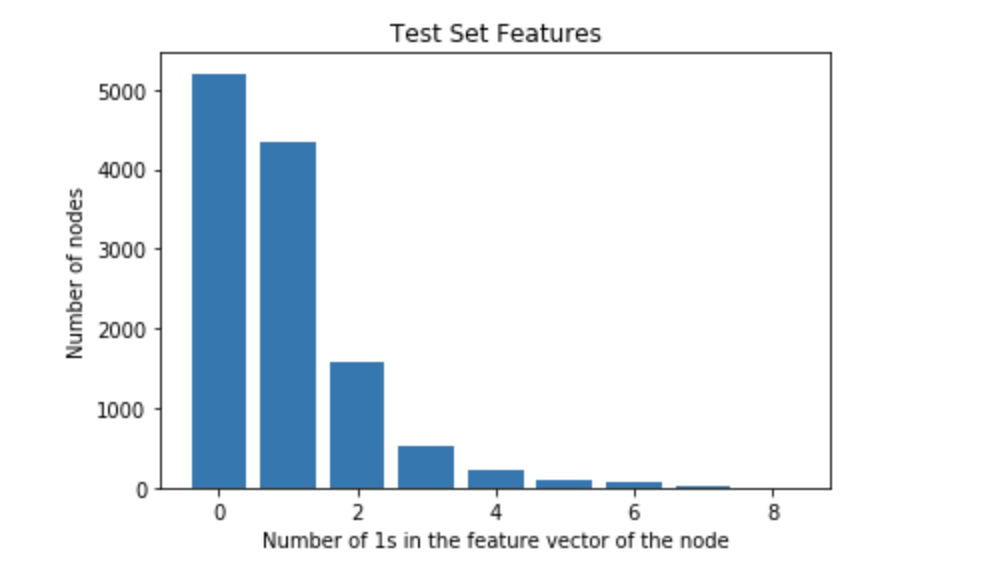 Test Set Features
5000
4000
3000
2000
1000
0
Number of nodes
0 2 4 6 8
Number of 1s in the feature vector of the node